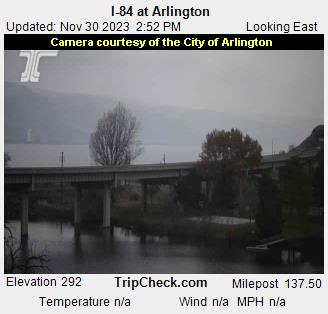 I-84 at Arlington
Updated: Nov 30 2023 2:52 PM Looking East
Camera courtesy of the City of Arlington
Elevation 292 TripCheck.com Milepost 137.50
Temperature n/a Wind n/a MPH n/a